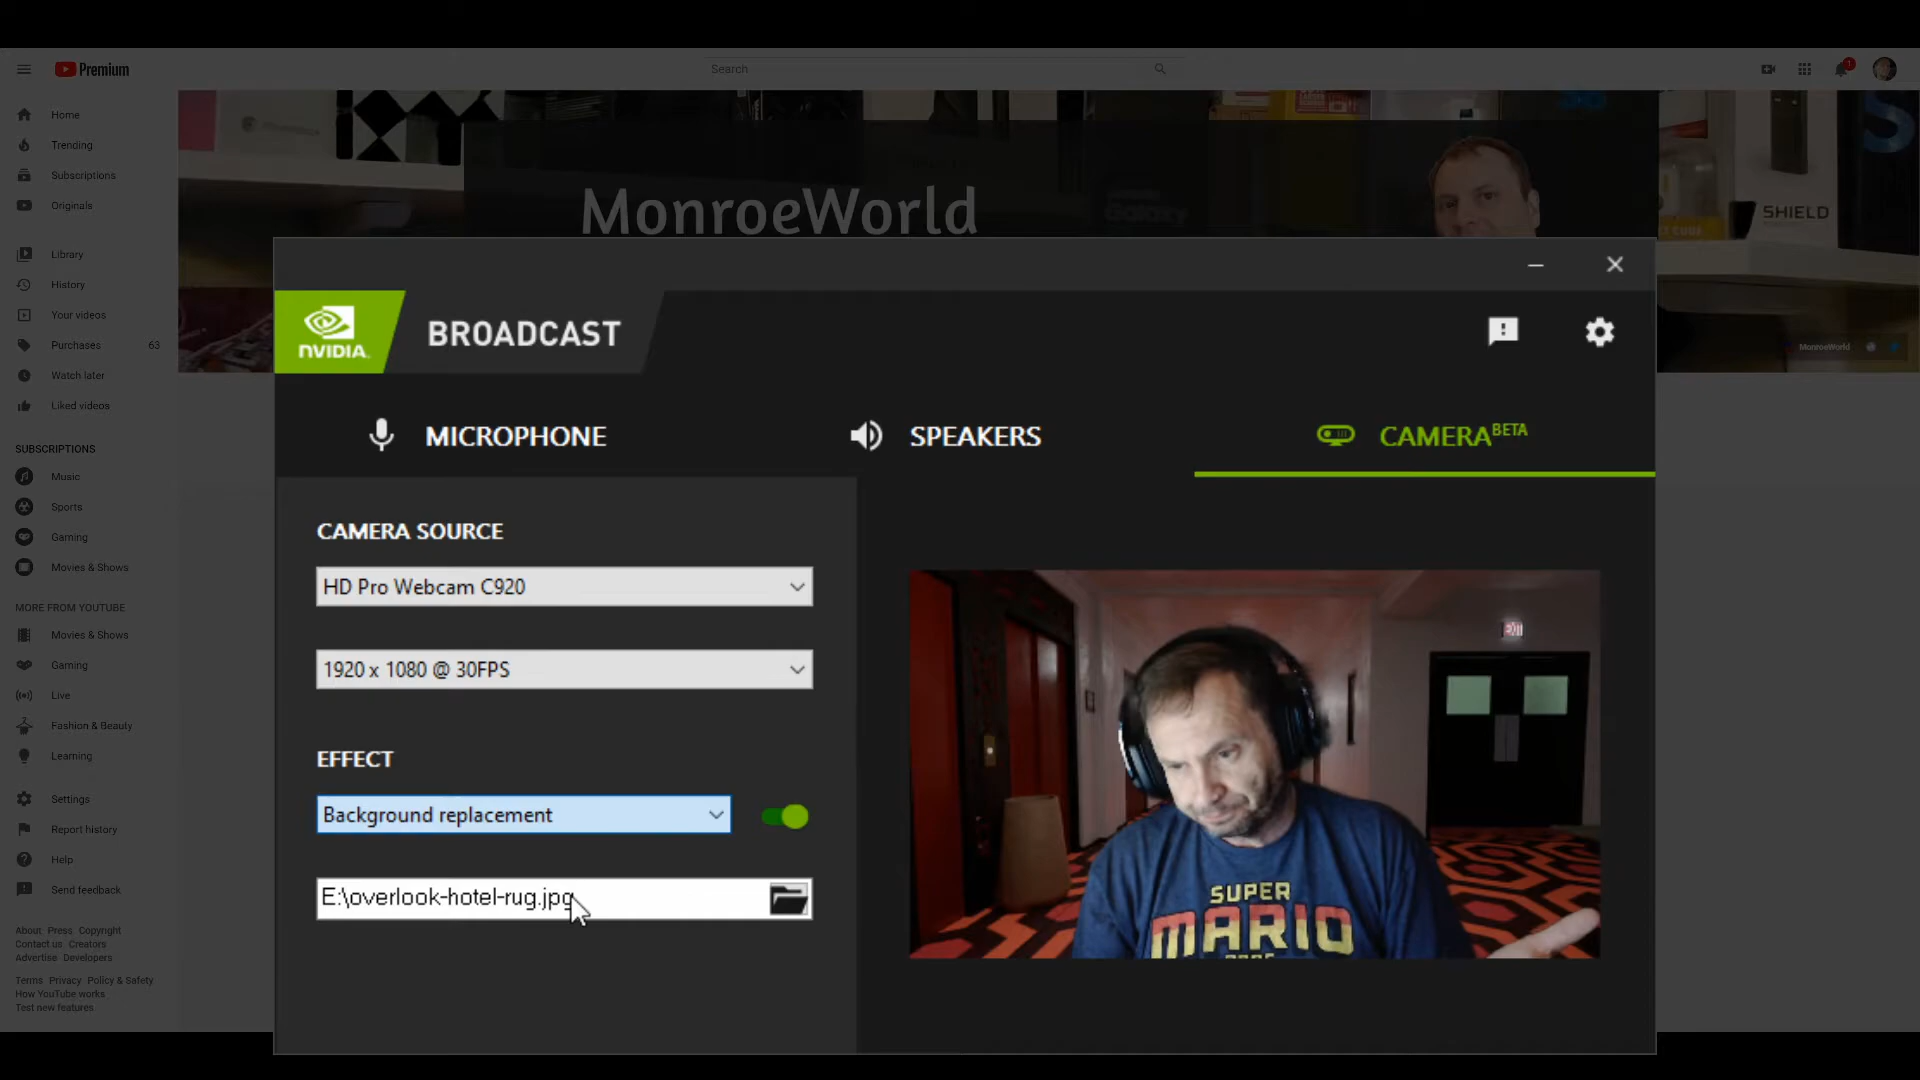 Premium
Search
1
Home
Trending
Subscriptions
Originals
Library
History
Your videos
Purchases 63
Watch later
Liked videos
SUBSCRIPTIONS
Music
Sports
Gaming
Movies & Shows
MORE FROM YOUTUBE
Movies & Shows
Gaming
Live
Fashion & Beauty
Learning
Settings
Report history
Help
Send feedback
About Press Copyright
Contact us Creators
Advertise Developers
Terms Privacy Policy & Safety
How YouTube works
Test new features
MonroeWorld
Galaxy
SHIELD
S
MonroeWorld
NVIDIA.
BROADCAST
MICROPHONE
SPEAKERS
CAMERA BETA
CAMERA SOURCE
HD Pro Webcam C920
1920 x 1080 @ 30FPS
EFFECT
Background replacement
E:\overlook-hotel-rug.jpg
EXIT
SUPER
MARIO